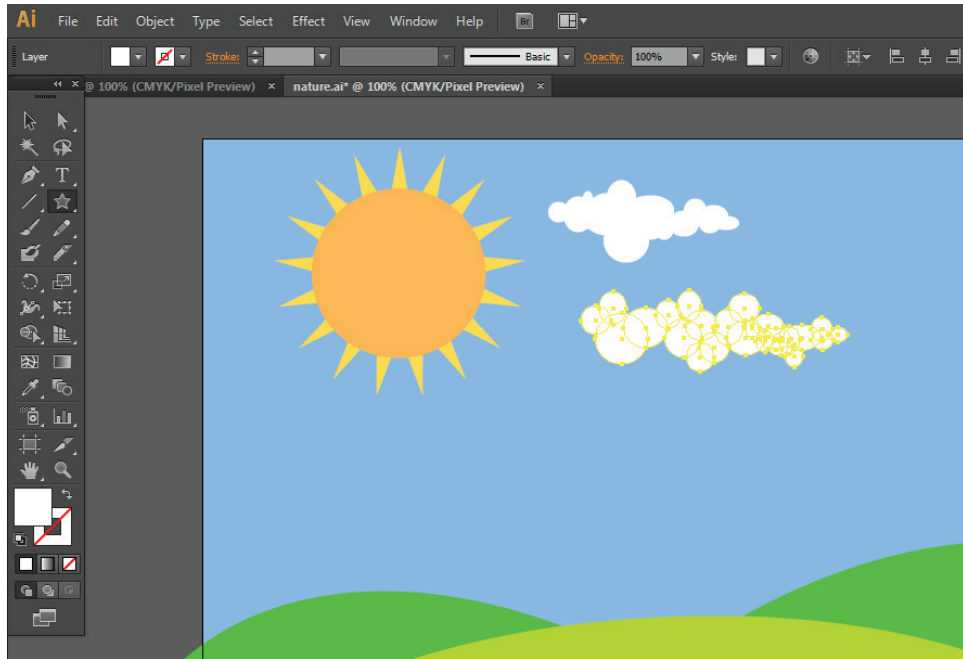 Ai File Edit Object Type Select Effect View Window Help Br
Layer Stroke: Basic Opacity: 100% Style:
@ 100% (CMYK/Pixel Preview) × nature.ai* @ 100% (CMYK/Pixel Preview) ×
T